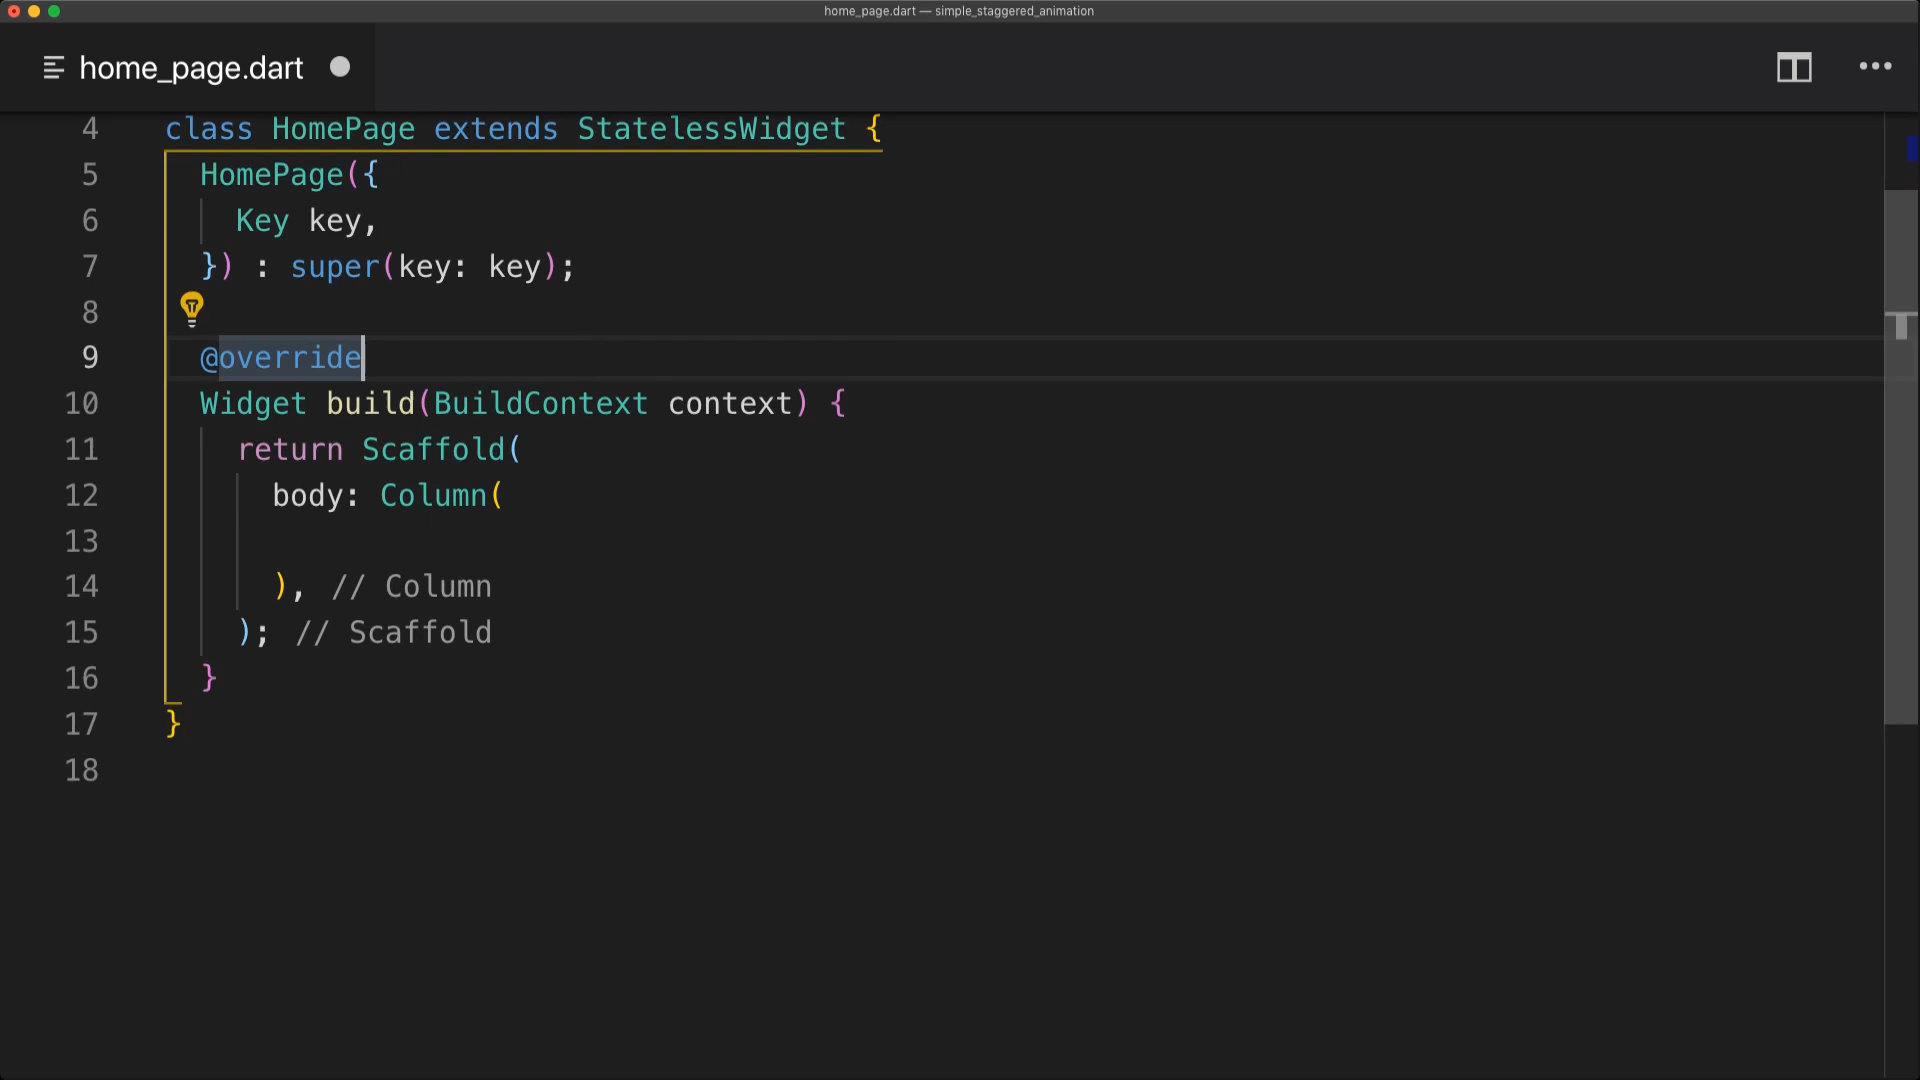 home_page.dart — simple_staggered_animation
home_page.dart
4 class HomePage extends StatelessWidget {
5 HomePage({
6 Key key,
7 }) : super(key: key);
8
9 @override
10 Widget build(BuildContext context) {
11 return Scaffold(
12 body: Column(
13
14 ), // Column
15 ); // Scaffold
16 }
17 }
18